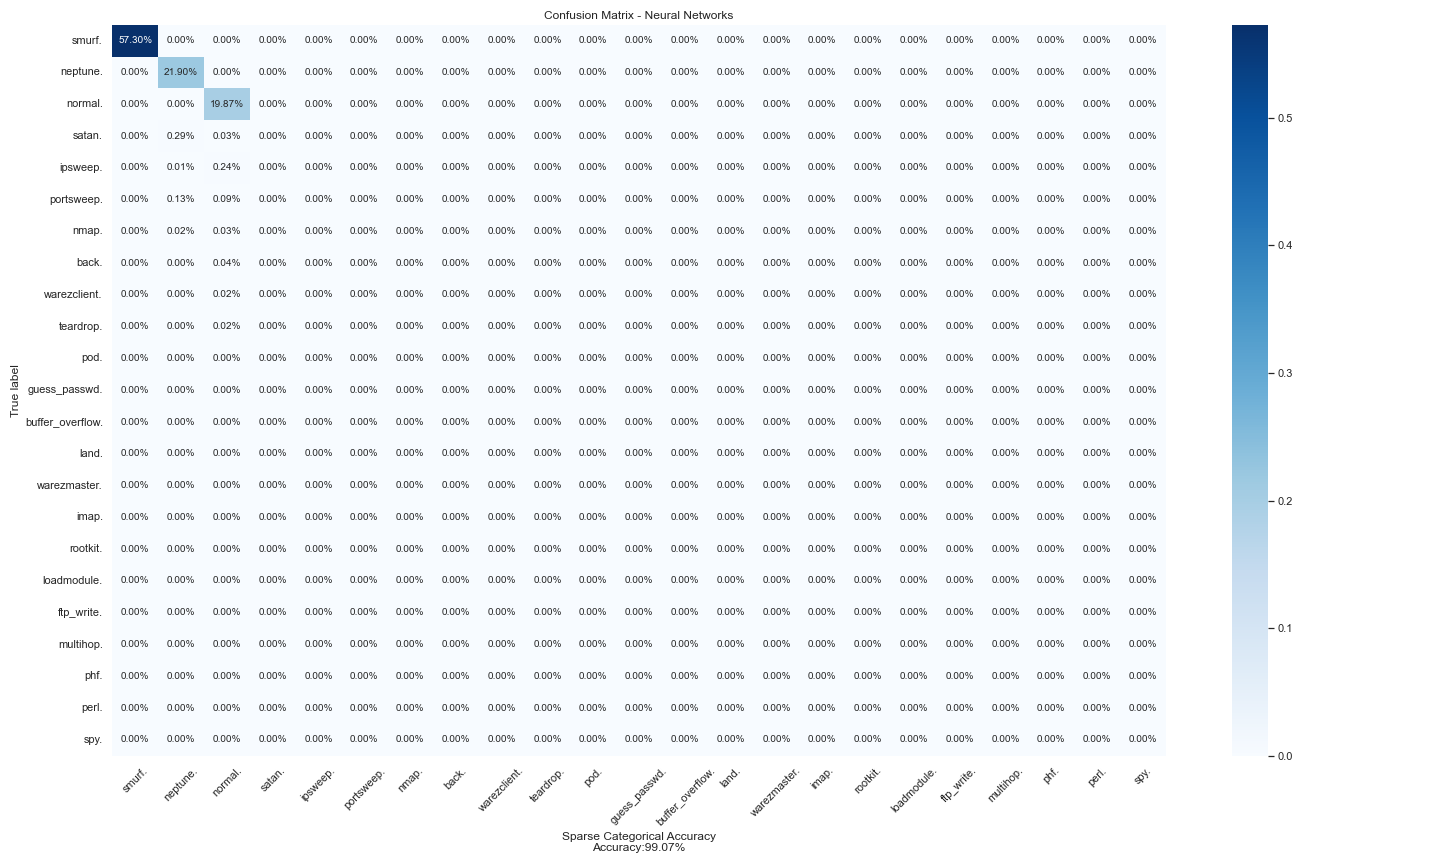 Confusion Matrix - Neural Networks
smurf. 57.30% 0.00% 0.00% 0.00% 0.00% 0.00% 0.00% 0.00% 0.00% 0.00% 0.00% 0.00% 0.00% 0.00% 0.00% 0.00% 0.00% 0.00% 0.00% 0.00% 0.00% 0.00% 0.00%
neptune. 0.00% 21.90% 0.00% 0.00% 0.00% 0.00% 0.00% 0.00% 0.00% 0.00% 0.00% 0.00% 0.00% 0.00% 0.00% 0.00% 0.00% 0.00% 0.00% 0.00% 0.00% 0.00% 0.00%
normal. 0.00% 0.00% 19.87% 0.00% 0.00% 0.00% 0.00% 0.00% 0.00% 0.00% 0.00% 0.00% 0.00% 0.00% 0.00% 0.00% 0.00% 0.00% 0.00% 0.00% 0.00% 0.00% 0.00%
satan. 0.00% 0.29% 0.03% 0.00% 0.00% 0.00% 0.00% 0.00% 0.00% 0.00% 0.00% 0.00% 0.00% 0.00% 0.00% 0.00% 0.00% 0.00% 0.00% 0.00% 0.00% 0.00% 0.00%
ipsweep. 0.00% 0.01% 0.24% 0.00% 0.00% 0.00% 0.00% 0.00% 0.00% 0.00% 0.00% 0.00% 0.00% 0.00% 0.00% 0.00% 0.00% 0.00% 0.00% 0.00% 0.00% 0.00% 0.00%
portsweep. 0.00% 0.13% 0.09% 0.00% 0.00% 0.00% 0.00% 0.00% 0.00% 0.00% 0.00% 0.00% 0.00% 0.00% 0.00% 0.00% 0.00% 0.00% 0.00% 0.00% 0.00% 0.00% 0.00%
nmap. 0.00% 0.02% 0.03% 0.00% 0.00% 0.00% 0.00% 0.00% 0.00% 0.00% 0.00% 0.00% 0.00% 0.00% 0.00% 0.00% 0.00% 0.00% 0.00% 0.00% 0.00% 0.00% 0.00%
back. 0.00% 0.00% 0.04% 0.00% 0.00% 0.00% 0.00% 0.00% 0.00% 0.00% 0.00% 0.00% 0.00% 0.00% 0.00% 0.00% 0.00% 0.00% 0.00% 0.00% 0.00% 0.00% 0.00%
warezclient. 0.00% 0.00% 0.02% 0.00% 0.00% 0.00% 0.00% 0.00% 0.00% 0.00% 0.00% 0.00% 0.00% 0.00% 0.00% 0.00% 0.00% 0.00% 0.00% 0.00% 0.00% 0.00% 0.00%
teardrop. 0.00% 0.00% 0.02% 0.00% 0.00% 0.00% 0.00% 0.00% 0.00% 0.00% 0.00% 0.00% 0.00% 0.00% 0.00% 0.00% 0.00% 0.00% 0.00% 0.00% 0.00% 0.00% 0.00%
pod. 0.00% 0.00% 0.00% 0.00% 0.00% 0.00% 0.00% 0.00% 0.00% 0.00% 0.00% 0.00% 0.00% 0.00% 0.00% 0.00% 0.00% 0.00% 0.00% 0.00% 0.00% 0.00% 0.00%
guess_passwd. 0.00% 0.00% 0.00% 0.00% 0.00% 0.00% 0.00% 0.00% 0.00% 0.00% 0.00% 0.00% 0.00% 0.00% 0.00% 0.00% 0.00% 0.00% 0.00% 0.00% 0.00% 0.00% 0.00%
buffer_overflow. 0.00% 0.00% 0.00% 0.00% 0.00% 0.00% 0.00% 0.00% 0.00% 0.00% 0.00% 0.00% 0.00% 0.00% 0.00% 0.00% 0.00% 0.00% 0.00% 0.00% 0.00% 0.00% 0.00%
land. 0.00% 0.00% 0.00% 0.00% 0.00% 0.00% 0.00% 0.00% 0.00% 0.00% 0.00% 0.00% 0.00% 0.00% 0.00% 0.00% 0.00% 0.00% 0.00% 0.00% 0.00% 0.00% 0.00%
warezmaster. 0.00% 0.00% 0.00% 0.00% 0.00% 0.00% 0.00% 0.00% 0.00% 0.00% 0.00% 0.00% 0.00% 0.00% 0.00% 0.00% 0.00% 0.00% 0.00% 0.00% 0.00% 0.00% 0.00%
imap. 0.00% 0.00% 0.00% 0.00% 0.00% 0.00% 0.00% 0.00% 0.00% 0.00% 0.00% 0.00% 0.00% 0.00% 0.00% 0.00% 0.00% 0.00% 0.00% 0.00% 0.00% 0.00% 0.00%
rootkit. 0.00% 0.00% 0.00% 0.00% 0.00% 0.00% 0.00% 0.00% 0.00% 0.00% 0.00% 0.00% 0.00% 0.00% 0.00% 0.00% 0.00% 0.00% 0.00% 0.00% 0.00% 0.00% 0.00%
loadmodule. 0.00% 0.00% 0.00% 0.00% 0.00% 0.00% 0.00% 0.00% 0.00% 0.00% 0.00% 0.00% 0.00% 0.00% 0.00% 0.00% 0.00% 0.00% 0.00% 0.00% 0.00% 0.00% 0.00%
ftp_write. 0.00% 0.00% 0.00% 0.00% 0.00% 0.00% 0.00% 0.00% 0.00% 0.00% 0.00% 0.00% 0.00% 0.00% 0.00% 0.00% 0.00% 0.00% 0.00% 0.00% 0.00% 0.00% 0.00%
multihop. 0.00% 0.00% 0.00% 0.00% 0.00% 0.00% 0.00% 0.00% 0.00% 0.00% 0.00% 0.00% 0.00% 0.00% 0.00% 0.00% 0.00% 0.00% 0.00% 0.00% 0.00% 0.00% 0.00%
phf. 0.00% 0.00% 0.00% 0.00% 0.00% 0.00% 0.00% 0.00% 0.00% 0.00% 0.00% 0.00% 0.00% 0.00% 0.00% 0.00% 0.00% 0.00% 0.00% 0.00% 0.00% 0.00% 0.00%
perl. 0.00% 0.00% 0.00% 0.00% 0.00% 0.00% 0.00% 0.00% 0.00% 0.00% 0.00% 0.00% 0.00% 0.00% 0.00% 0.00% 0.00% 0.00% 0.00% 0.00% 0.00% 0.00% 0.00%
spy. 0.00% 0.00% 0.00% 0.00% 0.00% 0.00% 0.00% 0.00% 0.00% 0.00% 0.00% 0.00% 0.00% 0.00% 0.00% 0.00% 0.00% 0.00% 0.00% 0.00% 0.00% 0.00% 0.00%
True label
smurf. neptune. normal. satan. ipsweep. portsweep. nmap. back. warezclient. teardrop. pod. guess_passwd. buffer_overflow. land. warezmaster. imap. rootkit. loadmodule. ftp_write. multihop. phf. perl. spy.
Sparse Categorical Accuracy
Accuracy:99.07%
0.5
0.4
0.3
0.2
0.1
0.0